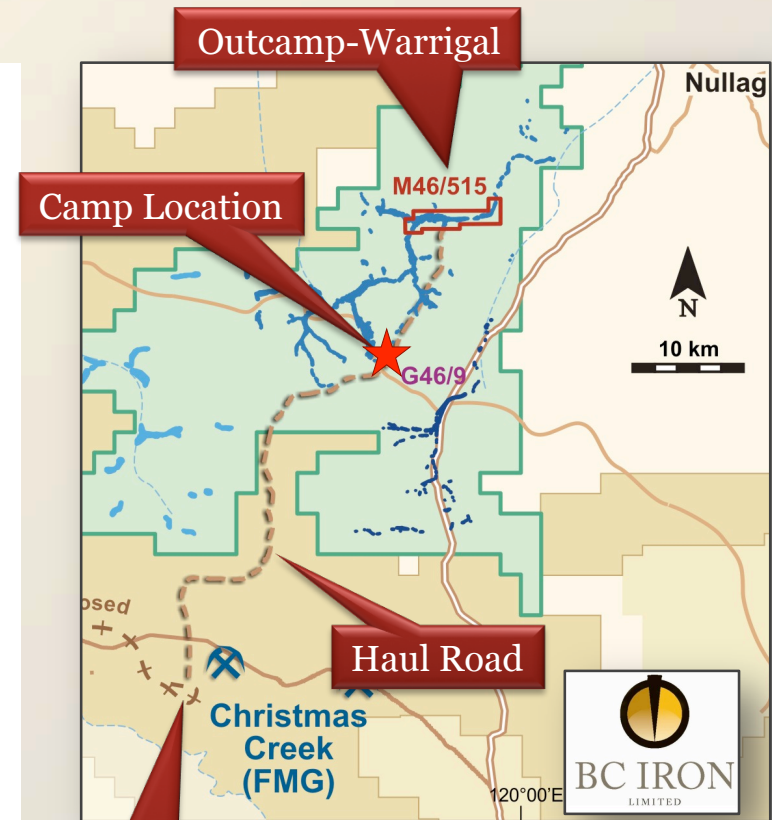 Outcamp-Warrigal
Nullag
M46/515
Camp Location
N
10 km
G46/9
osed
Haul Road
Christmas
Creek
(FMG)
120°00'E
BC IRON
LIMITED